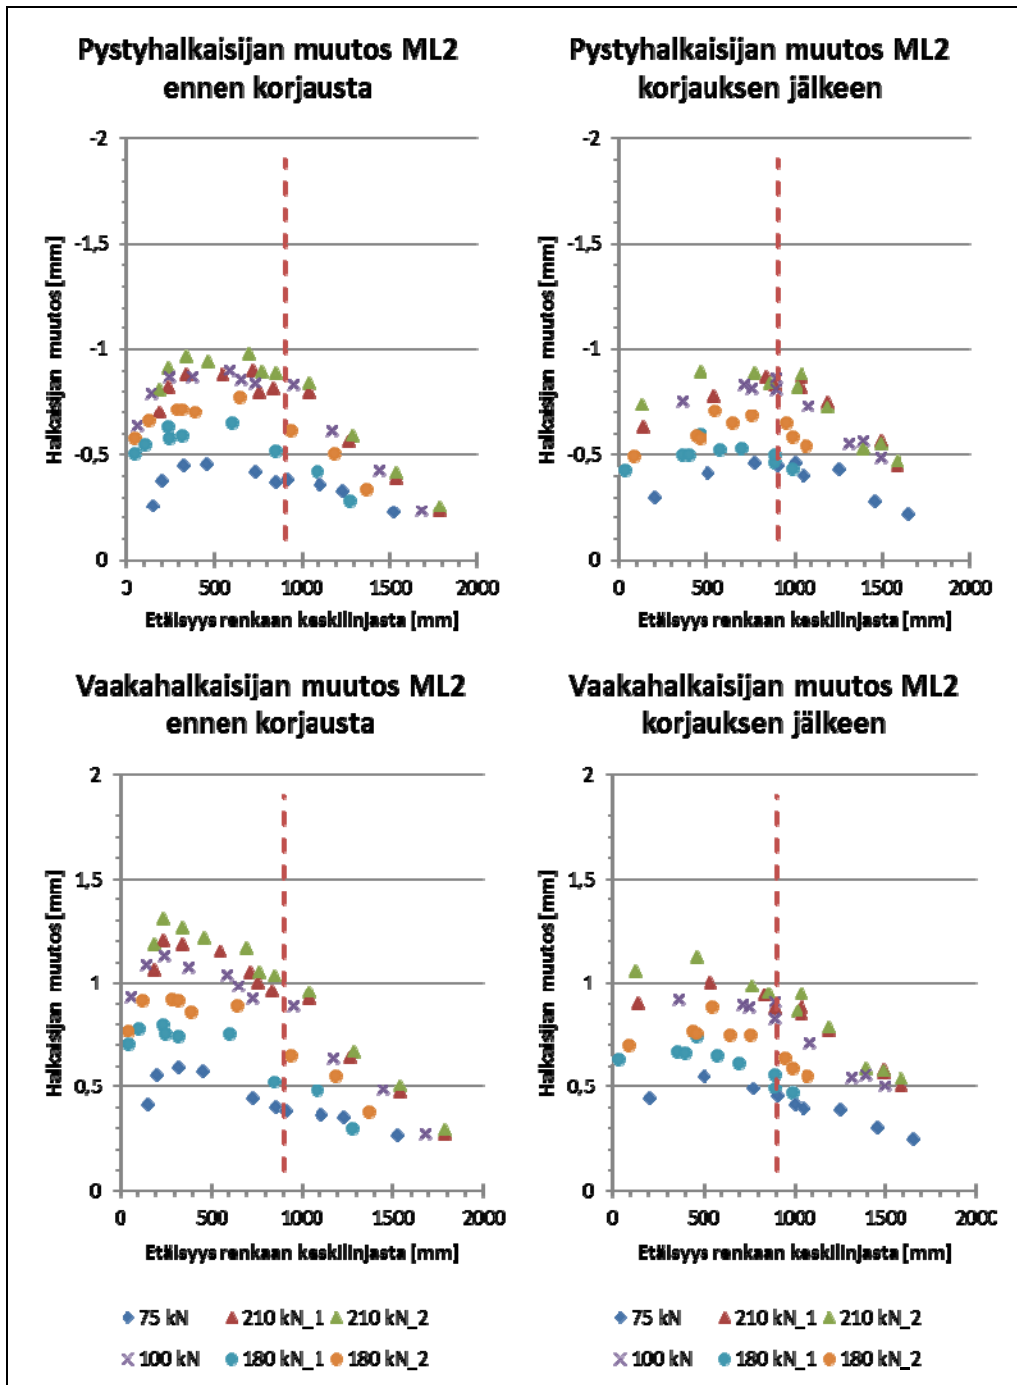 Pystyhalkaisijan muutos ML2
ennen korjausta
-2
-1,5
-1
-0,5
0
Halkaisijan muutos [mm]
0 500 1000 1500 2000
Etäisyys renkaan keskilinjasta [mm]
Pystyhalkaisijan muutos ML2
korjauksen jälkeen
-2
-1,5
-1
-0,5
0
Halkaisijan muutos [mm]
0 500 1000 1500 2000
Etäisyys renkaan keskilinjasta [mm]
Vaakahalkaisijan muutos ML2
ennen korjausta
2
1,5
1
0,5
0
Halkaisijan muutos [mm]
0 500 1000 1500 2000
Etäisyys renkaan keskilinjasta [mm]
Vaakahalkaisijan muutos ML2
korjauksen jälkeen
2
1,5
1
0,5
0
Halkaisijan muutos [mm]
0 500 1000 1500 2000
Etäisyys renkaan keskilinjasta [mm]
75 kN 210 kN_1 210 kN_2
100 kN 180 kN_1 180 kN_2
75 kN 210 kN_1 210 kN_2
100 kN 180 kN_1 180 kN_2